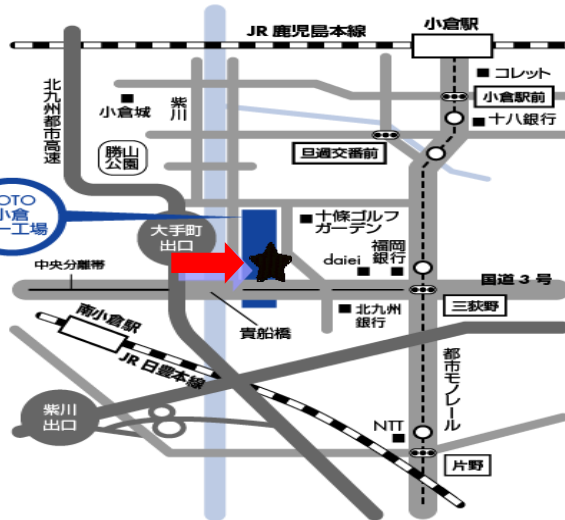 JR 鹿児島本線
小倉駅
コレット
小倉駅前
十八銀行
北九州都市高速
小倉城
紫川
勝山
公園
旦過交番前
OTO
小倉
一工場
大手町
出口
十條ゴルフ
ガーデン
daiei
福岡
銀行
中央分離帯
国道3号
三萩野
北九州
銀行
貴船橋
南小倉駅
JR日豊本線
都市モノレール
紫川
出口
NTT
片野